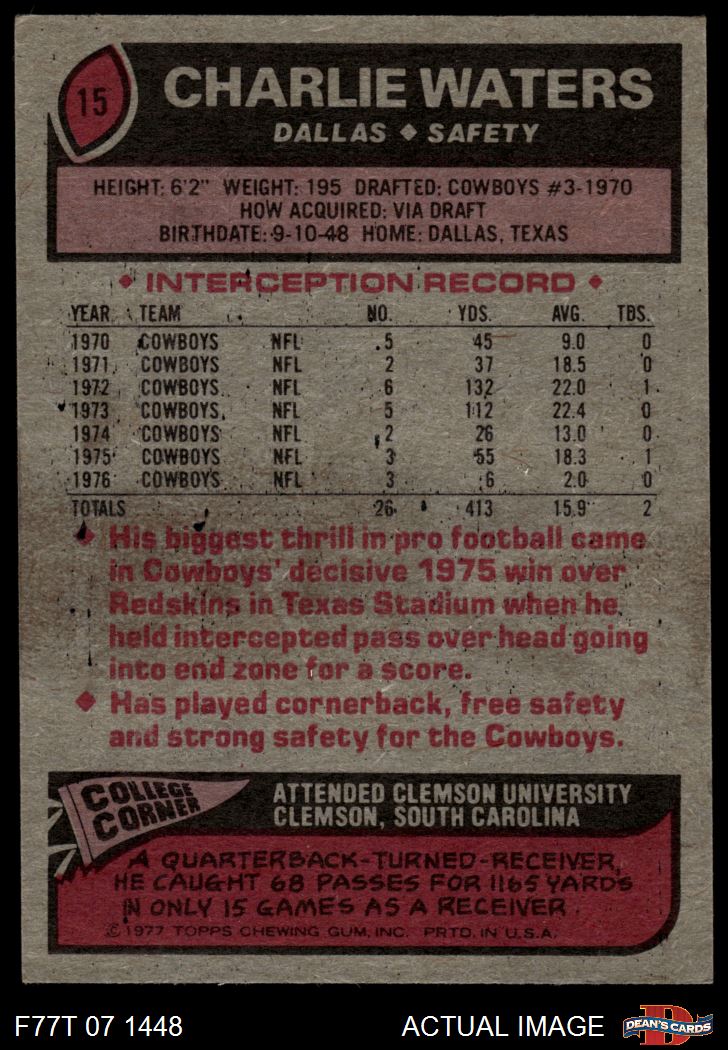 15
CHARLIE WATERS
DALLAS ◆ SAFETY
HEIGHT: 6'2" WEIGHT: 195 DRAFTED: COWBOYS #3-1970
HOW ACQUIRED: VIA DRAFT
BIRTHDATE: 9-10-48 HOME: DALLAS, TEXAS
◆ INTERCEPTION RECORD ◆
YEAR TEAM NO. YDS. AVG. TDS.
1970 COWBOYS NFL 5 45 9.0 0
1971 COWBOYS NFL 2 37 18.5 0
1972 COWBOYS NFL 6 132 22.0 1
1973 COWBOYS NFL 5 112 22.4 0
1974 COWBOYS NFL 2 26 13.0 0
1975 COWBOYS NFL 3 55 18.3 1
1976 COWBOYS NFL 3 6 2.0 0
TOTALS 26 413 15.9 2
◆ His biggest thrill in pro football came
in Cowboys' decisive 1975 win over
Redskins in Texas Stadium when he
held intercepted pass over head going
into end zone for a score.
◆ Has played cornerback, free safety
and strong safety for the Cowboys.
COLLEGE
CORNER
ATTENDED CLEMSON UNIVERSITY
CLEMSON, SOUTH CAROLINA
A QUARTERBACK-TURNED-RECEIVER,
HE CAUGHT 68 PASSES FOR 1165 YARDS
IN ONLY 15 GAMES AS A RECEIVER.
© 1977 TOPPS CHEWING GUM, INC. PRTD. IN U.S.A.
F77T 07 1448
ACTUAL IMAGE
D
DEAN'S CARDS